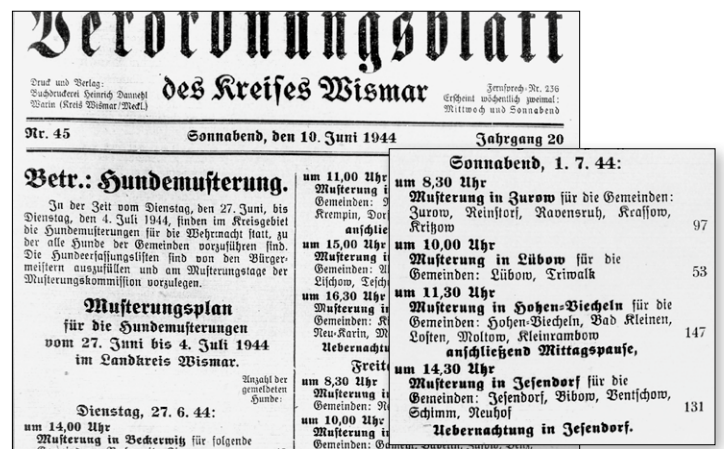 Verordnungsblatt
des Kreises Wismar
Druck und Verlag:
Buchdruckerei Heinrich Dannehl
Warin (Kreis Wismar/Meckl.)
Fernsprech-Nr. 236
Erscheint wöchentlich zweimal:
Mittwoch und Sonnabend
Nr. 45
Sonnabend, den 10. Juni 1944
Jahrgang 20
Betr.: Hundemusterung.
In der Zeit vom Dienstag, den 27. Juni, bis
Dienstag, den 4. Juli 1944, finden im Kreisgebiet
die Hundemusterungen für die Wehrmacht statt, zu
der alle Hunde der Gemeinden vorzuführen sind.
Die Hundeerfassungslisten sind von den Bürger-
meistern auszufüllen und am Musterungstage der
Musterungskommission vorzulegen.
Musterungsplan
für die Hundemusterungen
vom 27. Juni bis 4. Juli 1944
im Landkreis Wismar.
Anzahl der
gemeldeten
Hunde:
Dienstag, 27. 6. 44:
um 14,00 Uhr
Musterung in Beckerwitz für folgende
um 11,00 Uhr
Musterung i
Gemeinden:
Krempin, Dor
anschlie
um 15,00 Uhr
Musterung i
Gemeinden:
Lischow, Tesch
um 16,30 Uhr
Musterung in
Gemeinden:
Neu-Karin, M
Uebernachtu
Freit
um 8,30 Uhr
Musterung i
Gemeinden:
um 10,00 Uhr
Musterung i
Sonnabend, 1. 7. 44:
um 8,30 Uhr
Musterung in Zurow für die Gemeinden:
Zurow, Reinstorf, Ravensruh, Krassow,
Kritzow 97
um 10,00 Uhr
Musterung in Lübow für die
Gemeinden: Lübow, Triwalk 53
um 11,30 Uhr
Musterung in Hohen-Viecheln für die
Gemeinden: Hohen-Viecheln, Bad Kleinen,
Losten, Moltow, Kleinrambow 147
anschließend Mittagspause,
um 14,30 Uhr
Musterung in Jesendorf für die
Gemeinden: Jesendorf, Bibow, Ventschow,
Schimm, Neuhof 131
Uebernachtung in Jesendorf.